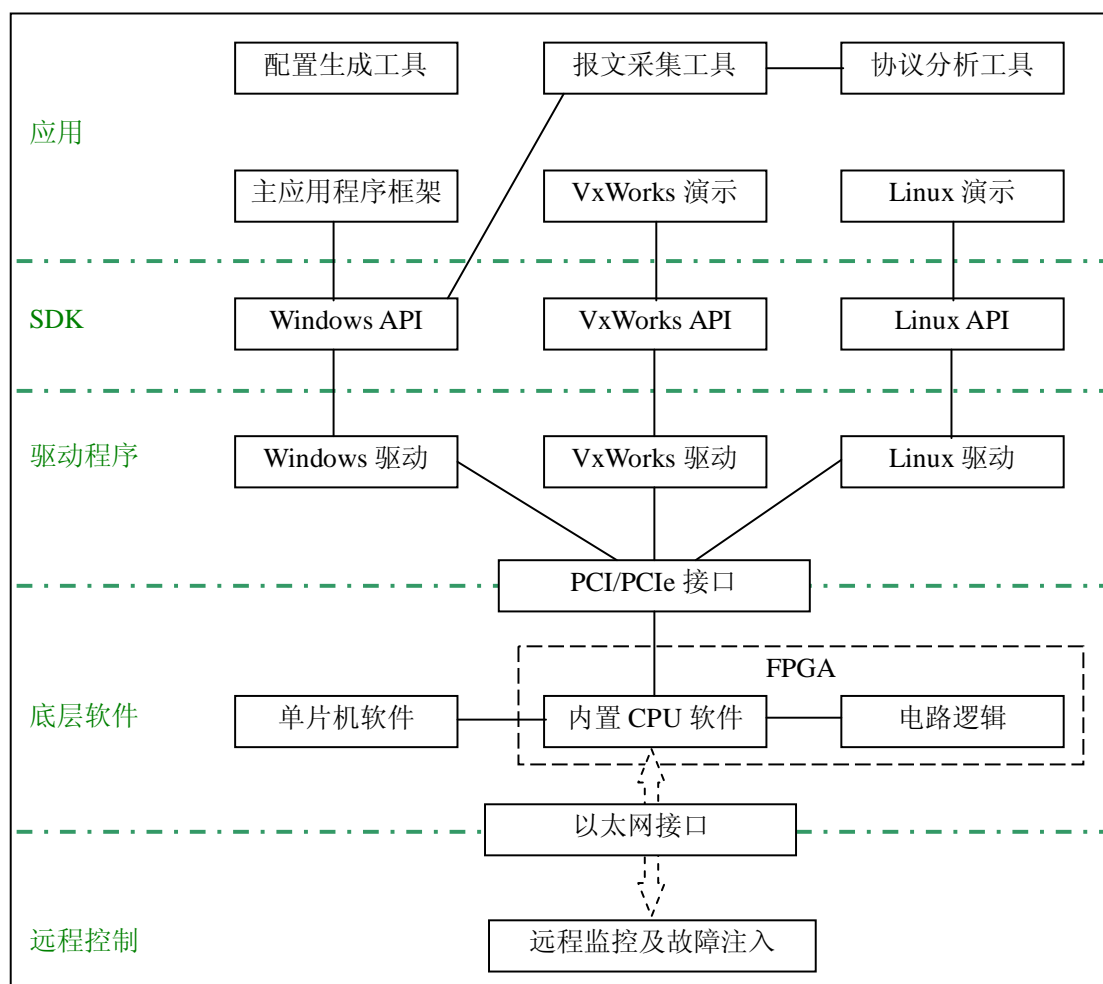 配置生成工具
报文采集工具
协议分析工具
应用
主应用程序框架
VxWorks 演示
Linux 演示
SDK
Windows API
VxWorks API
Linux API
驱动程序
Windows 驱动
VxWorks 驱动
Linux 驱动
PCI/PCIe 接口
FPGA
底层软件
单片机软件
内置 CPU 软件
电路逻辑
以太网接口
远程控制
远程监控及故障注入